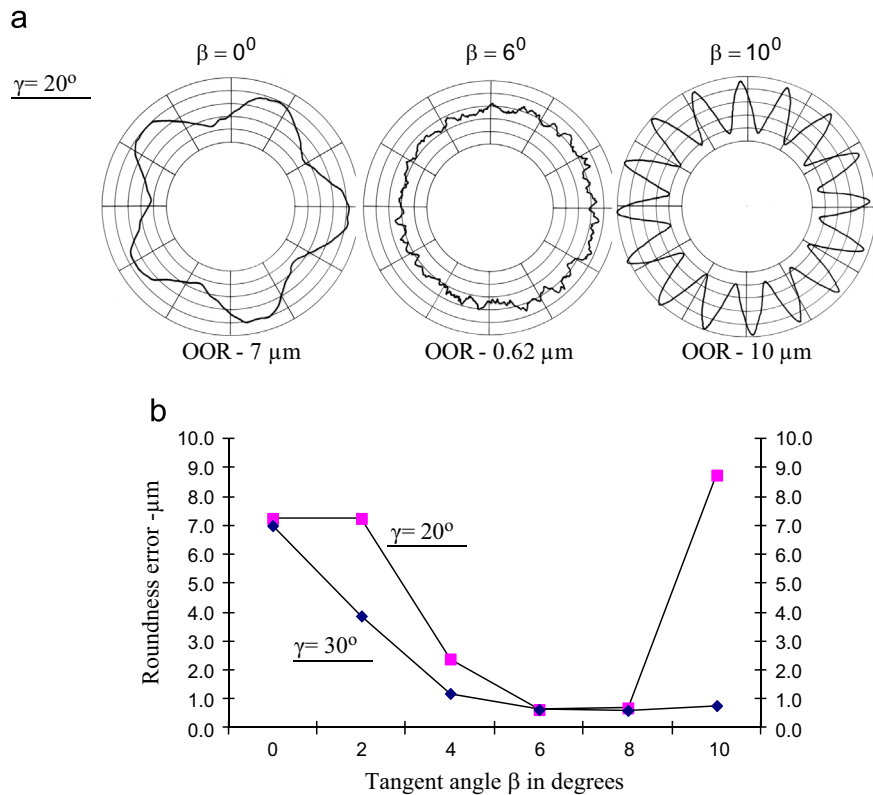 a
β = 0⁰ β = 6⁰ β = 10⁰
γ= 20º
OOR - 7 µm OOR - 0.62 µm OOR - 10 µm
b
10.0 10.0
9.0 9.0
8.0 8.0
7.0 7.0
6.0 6.0
5.0 5.0
4.0 4.0
3.0 3.0
2.0 2.0
1.0 1.0
0.0 0.0
Roundness error -µm
γ= 20º
γ= 30º
0 2 4 6 8 10
Tangent angle β in degrees